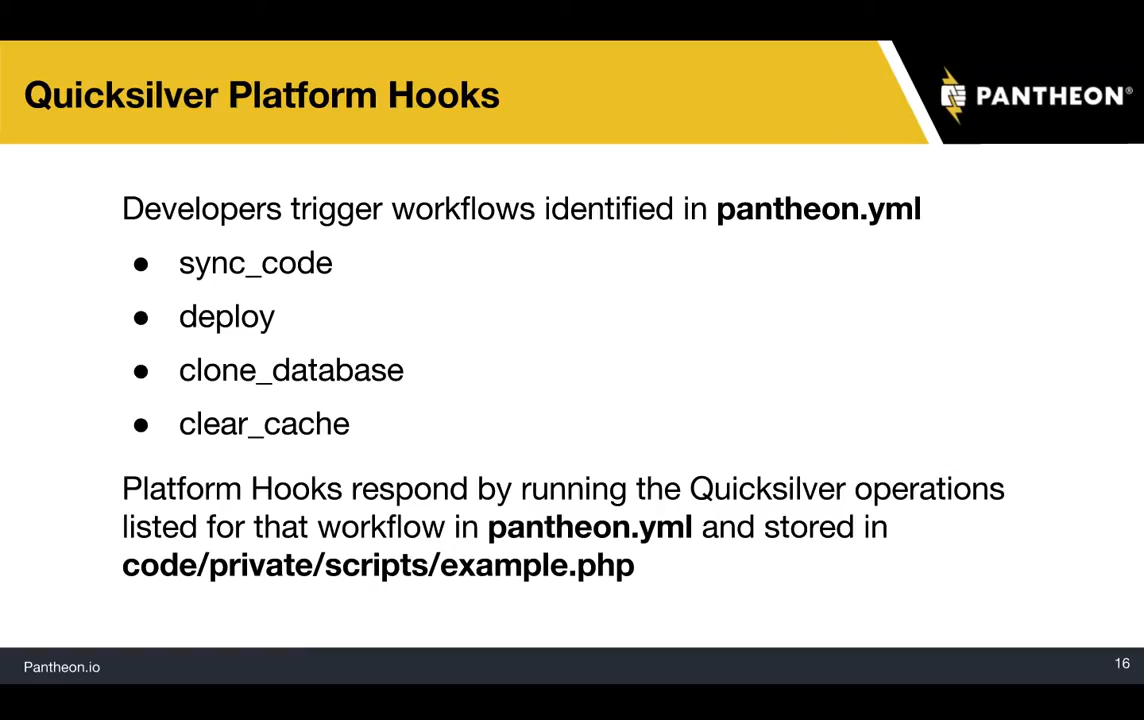 Quicksilver Platform Hooks
PANTHEON®
Developers trigger workflows identified in pantheon.yml
● sync_code
● deploy
● clone_database
● clear_cache
Platform Hooks respond by running the Quicksilver operations
listed for that workflow in pantheon.yml and stored in
code/private/scripts/example.php
Pantheon.io
16